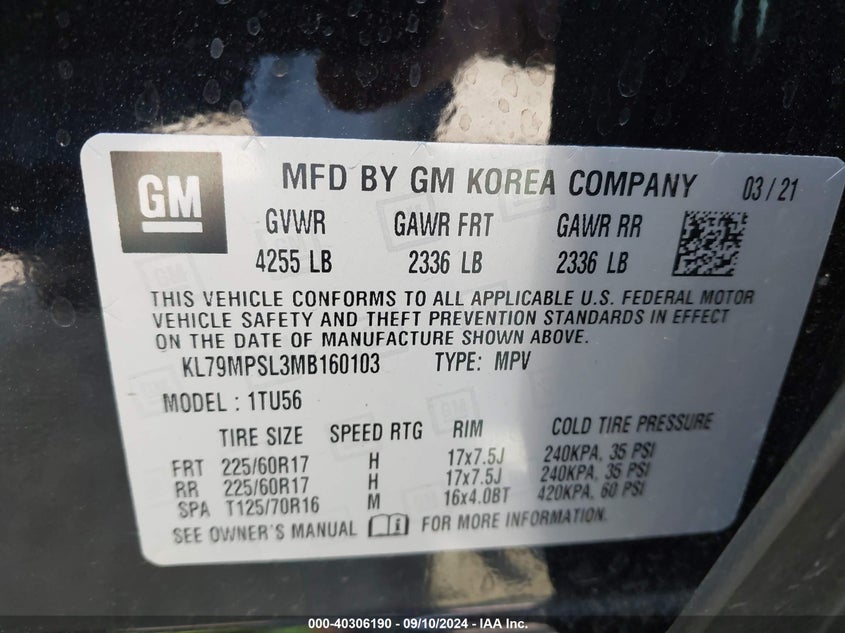 GM
MFD BY GM KOREA COMPANY 03/21
GVWR GAWR FRT GAWR RR
4255 LB 2336 LB 2336 LB
THIS VEHICLE CONFORMS TO ALL APPLICABLE U.S. FEDERAL MOTOR
VEHICLE SAFETY AND THEFT PREVENTION STANDARDS IN EFFECT
ON THE DATE OF MANUFACTURE SHOWN ABOVE.
KL79MPSL3MB160103 TYPE: MPV
MODEL: 1TU56
TIRE SIZE SPEED RTG RIM COLD TIRE PRESSURE
FRT 225/60R17 H 17x7.5J 240KPA, 35 PSI
RR 225/60R17 H 17x7.5J 240KPA, 35 PSI
SPA T125/70R16 M 16x4.0BT 420KPA, 60 PSI
SEE OWNER'S MANUAL i FOR MORE INFORMATION.
000-40306190 - 09/10/2024 - IAA Inc.